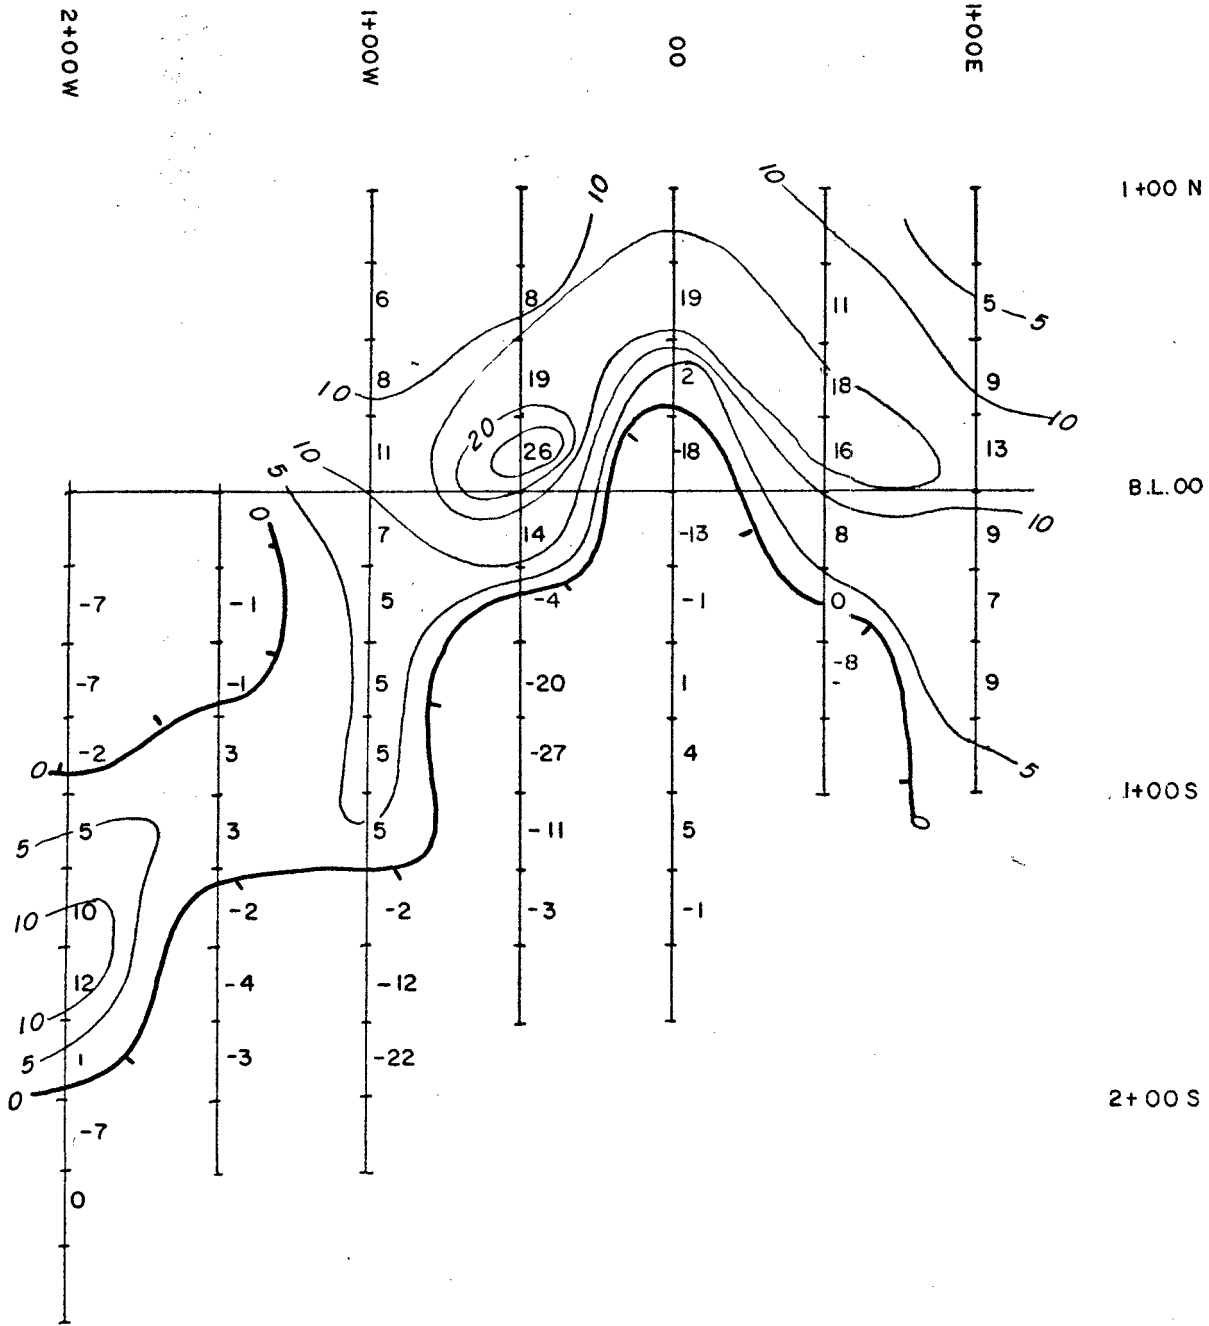 2+00W 1+00W 00 1+00E
10 10 1+00 N
6 8 19 11 5 5
10 8 19 2 18 9 10
20
10 11 26 -18 16 13
5 B.L. 00
0 7 14 -13 8 9 10
-7 -1 5 -4 -1 0 7
-8
-7 -1 5 -20 1 9
0 -2 3 5 -27 4 5
1+00 S
5 5 3 5 -11 5 0
10 10 -2 -2 -3 -1
12 -4 -12
10
5 1 -3 -22
0 2+00 S
-7
0